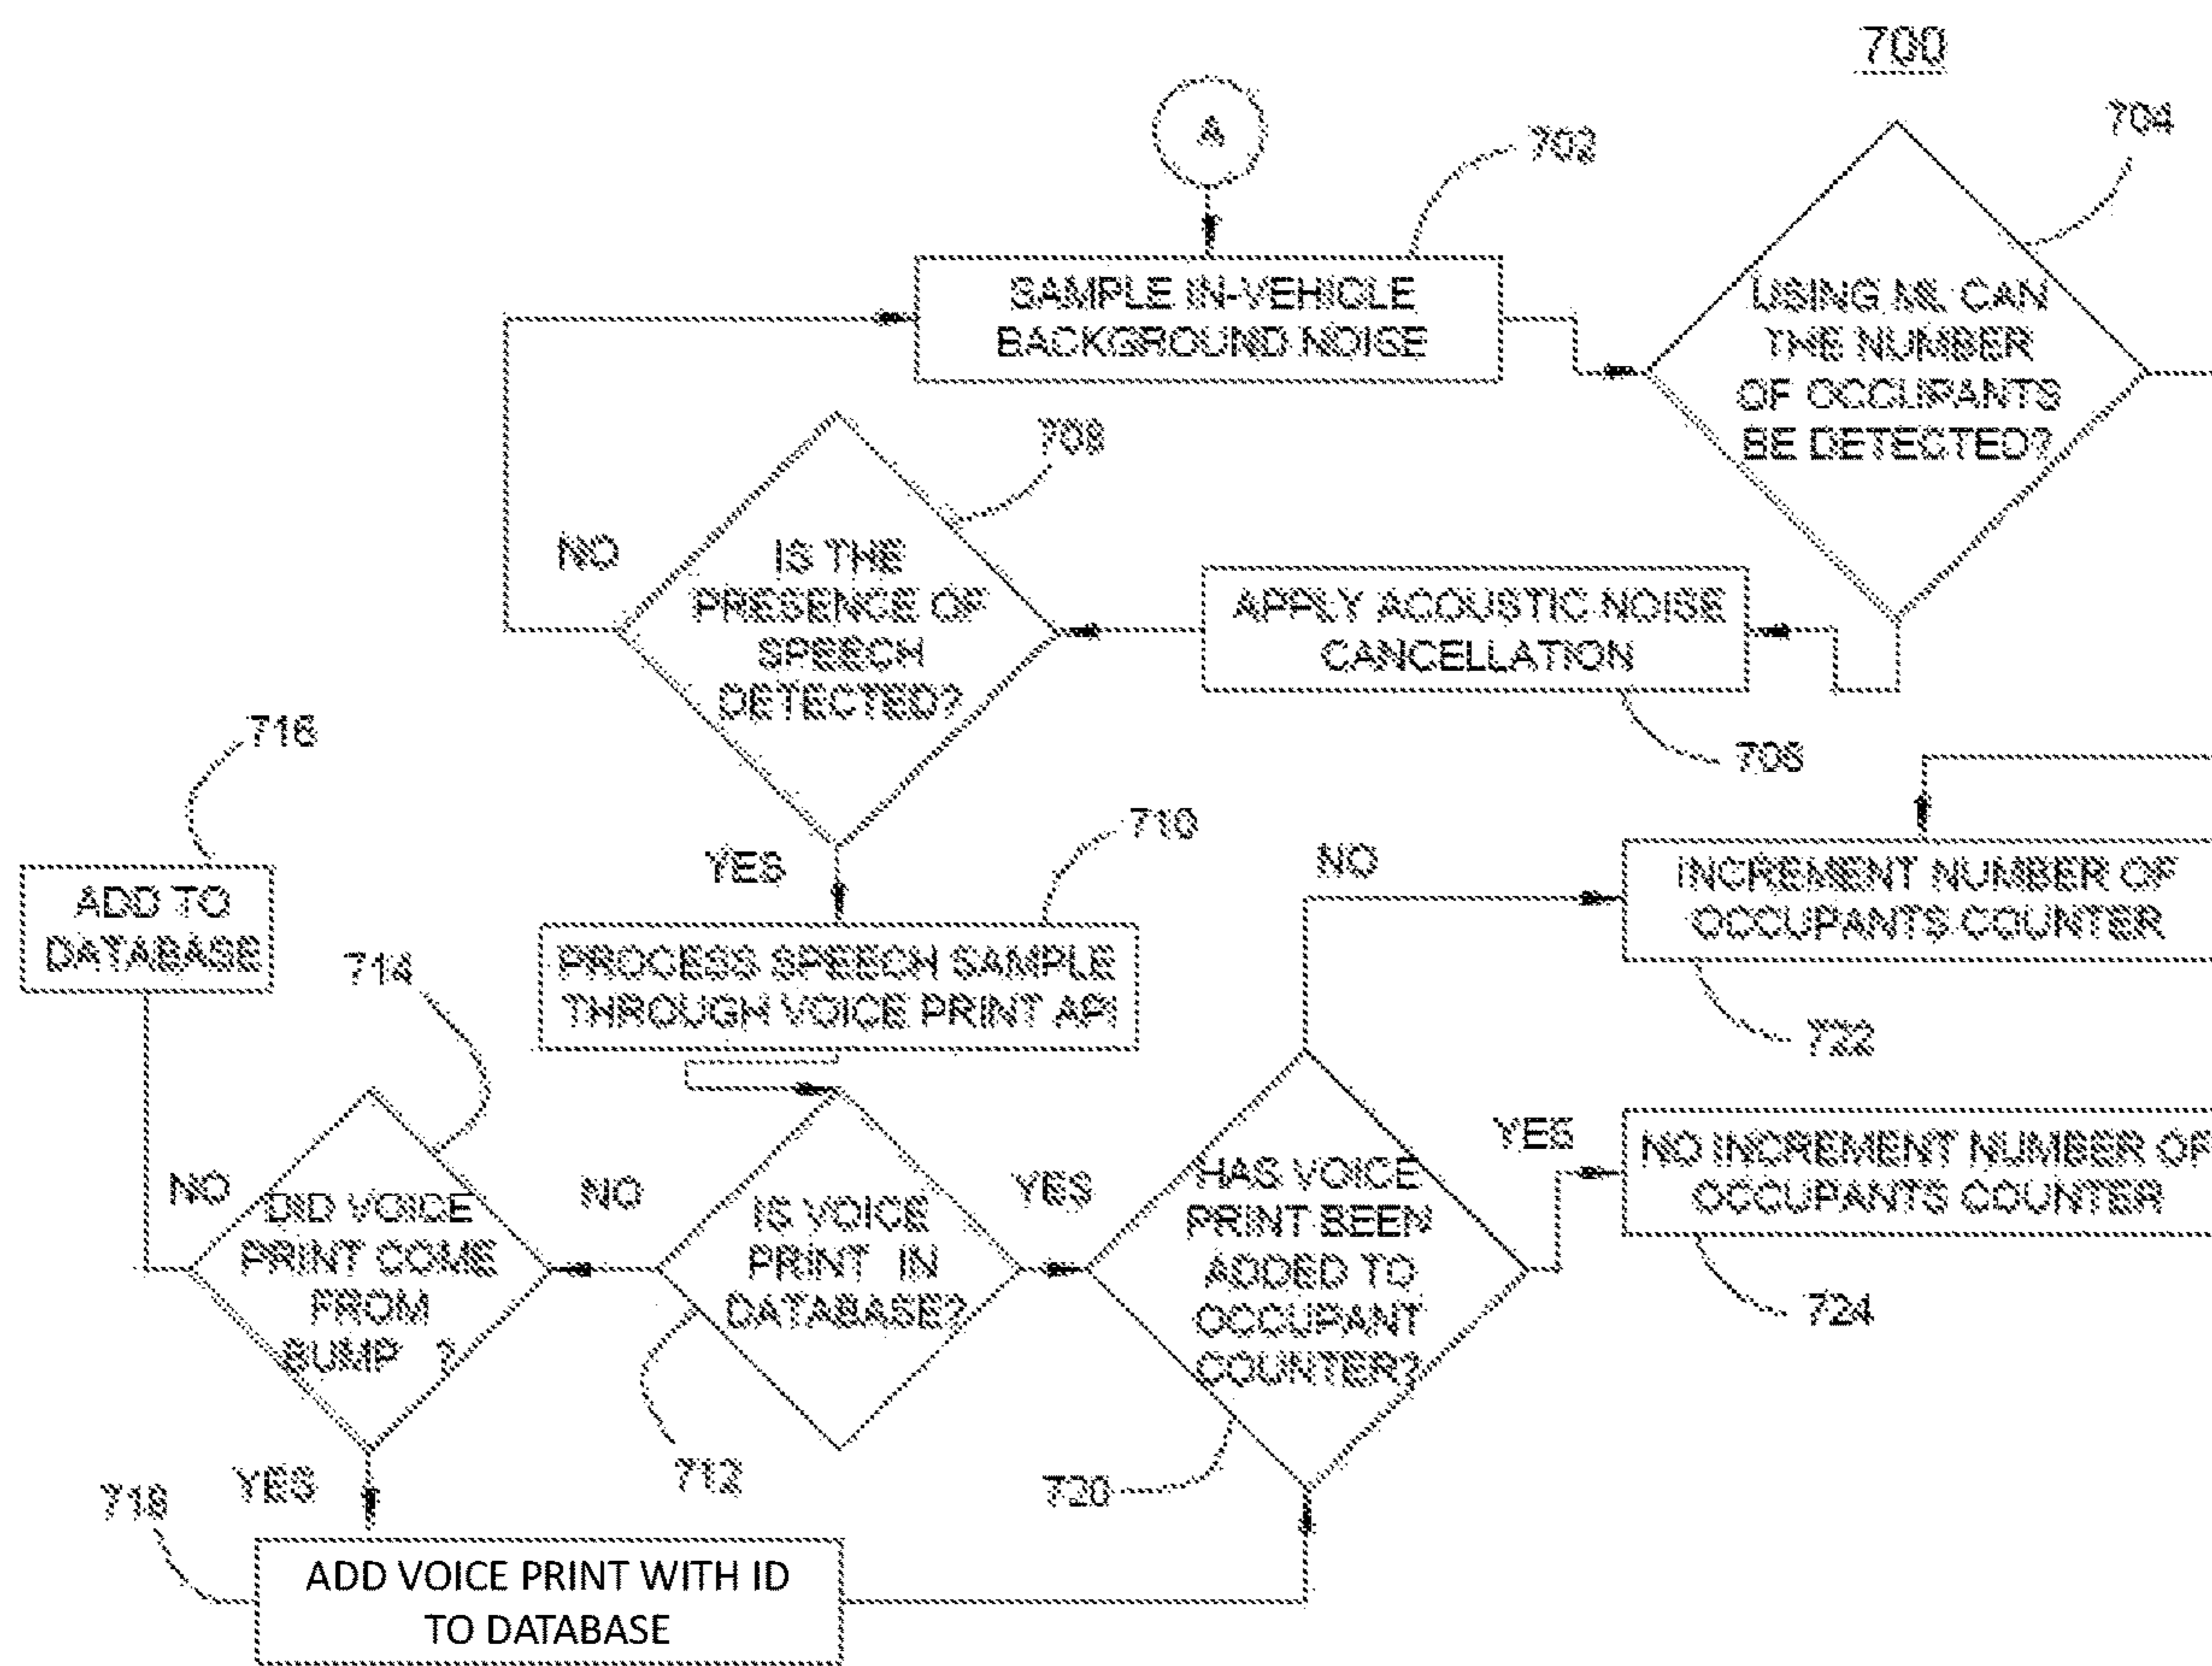 700
A
702
704
SAMPLE IN-VEHICLE
BACKGROUND NOISE
USING ML CAN
THE NUMBER
OF OCCUPANTS
BE DETECTED?
708
NO
IS THE
PRESENCE OF
SPEECH
DETECTED?
APPLY ACOUSTIC NOISE
CANCELLATION
706
716
YES
710
ADD TO
DATABASE
714
PROCESS SPEECH SAMPLE
THROUGH VOICE PRINT API
NO
INCREMENT NUMBER OF
OCCUPANTS COUNTER
722
NO
DID VOICE
PRINT COME
FROM
BUMP ?
NO
IS VOICE
PRINT IN
DATABASE?
YES
HAS VOICE
PRINT BEEN
ADDED TO
OCCUPANT
COUNTER?
YES
NO INCREMENT NUMBER OF
OCCUPANTS COUNTER
724
718
YES
712
720
ADD VOICE PRINT WITH ID
TO DATABASE